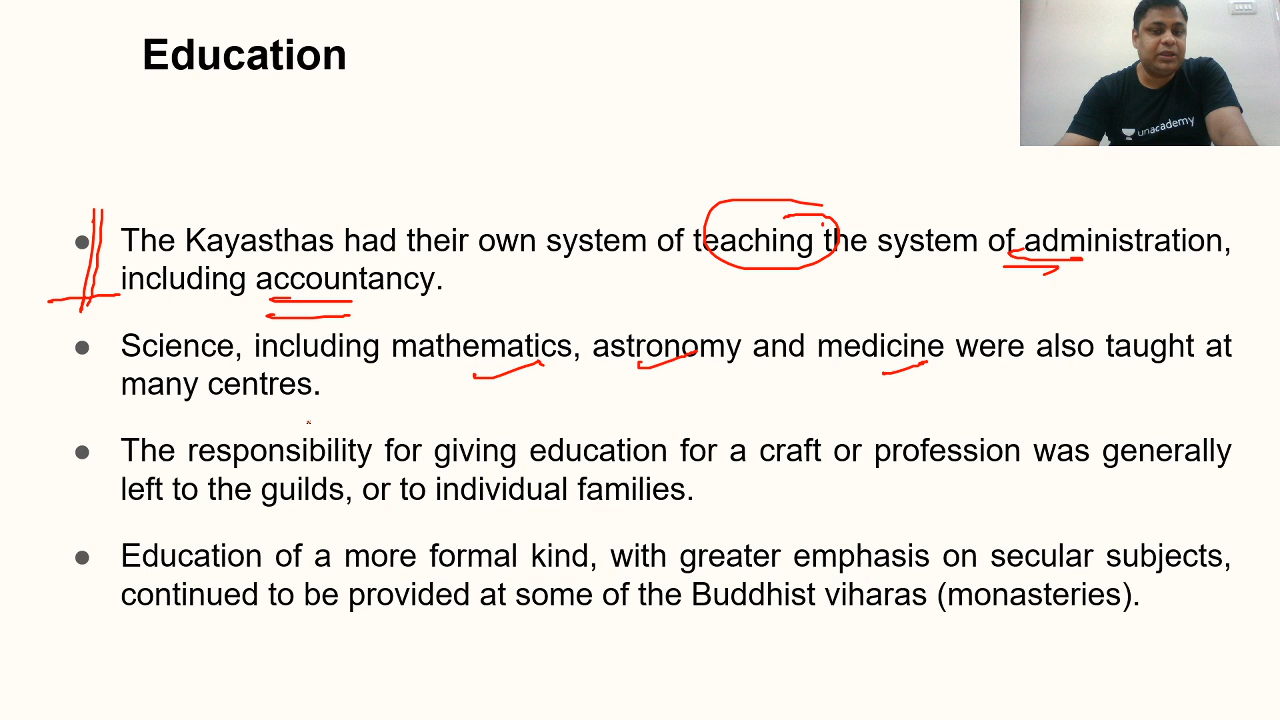 Education
unacademy
● The Kayasthas had their own system of teaching the system of administration,
including accountancy.
● Science, including mathematics, astronomy and medicine were also taught at
many centres.
● The responsibility for giving education for a craft or profession was generally
left to the guilds, or to individual families.
● Education of a more formal kind, with greater emphasis on secular subjects,
continued to be provided at some of the Buddhist viharas (monasteries).